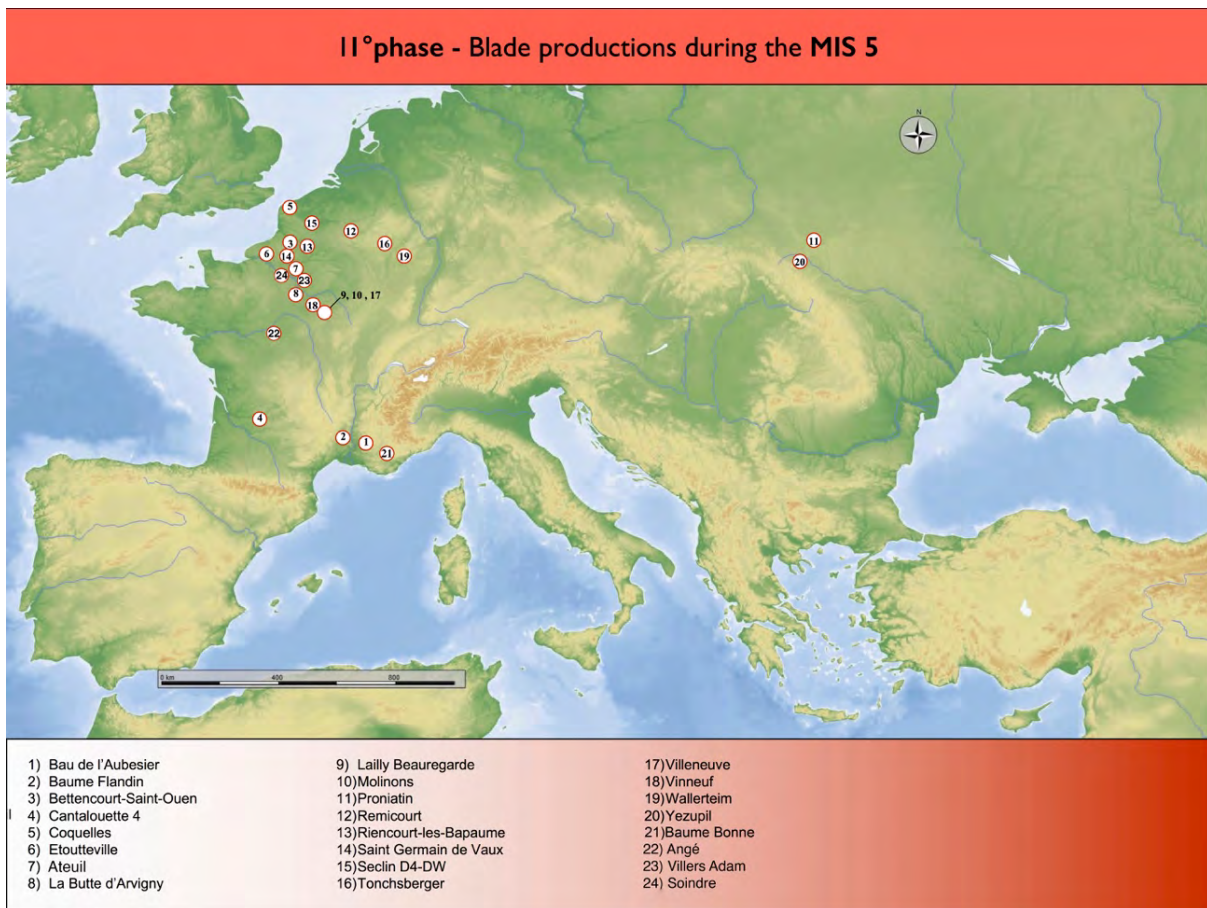 II°phase - Blade productions during the MIS 5
N
5
15
12
3
13
16
11
6
14
19
20
7
24
23
8
9, 10 , 17
18
22
4
2
1
21
0 km 400 800
1) Bau de l'Aubesier
2) Baume Flandin
3) Bettencourt-Saint-Ouen
4) Cantalouette 4
5) Coquelles
6) Etoutteville
7) Ateuil
8) La Butte d'Arvigny
9) Lailly Beauregarde
10)Molinons
11)Proniatin
12)Remicourt
13)Riencourt-les-Bapaume
14)Saint Germain de Vaux
15)Seclin D4-DW
16)Tonchsberger
17)Villeneuve
18)Vinneuf
19)Wallerteim
20)Yezupil
21)Baume Bonne
22) Angé
23) Villers Adam
24) Soindre